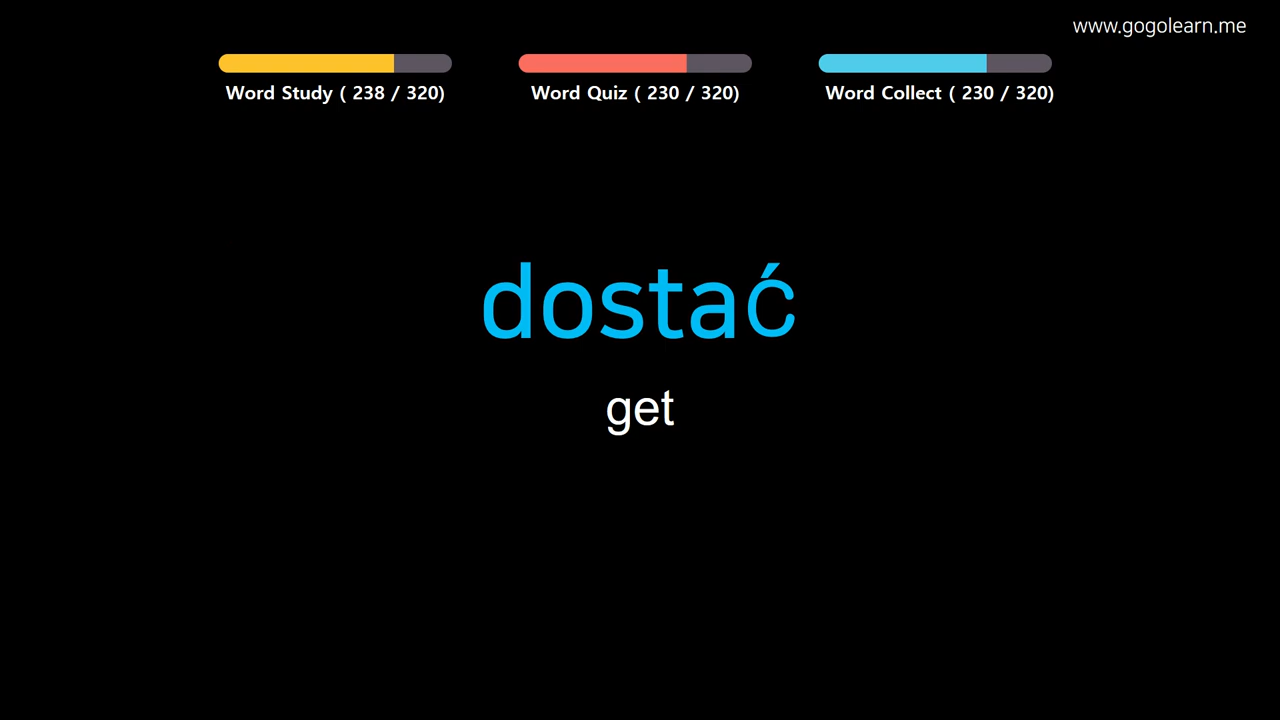 www.gogolearn.me
Word Study ( 238 / 320)
Word Quiz ( 230 / 320)
Word Collect ( 230 / 320)
dostać
get